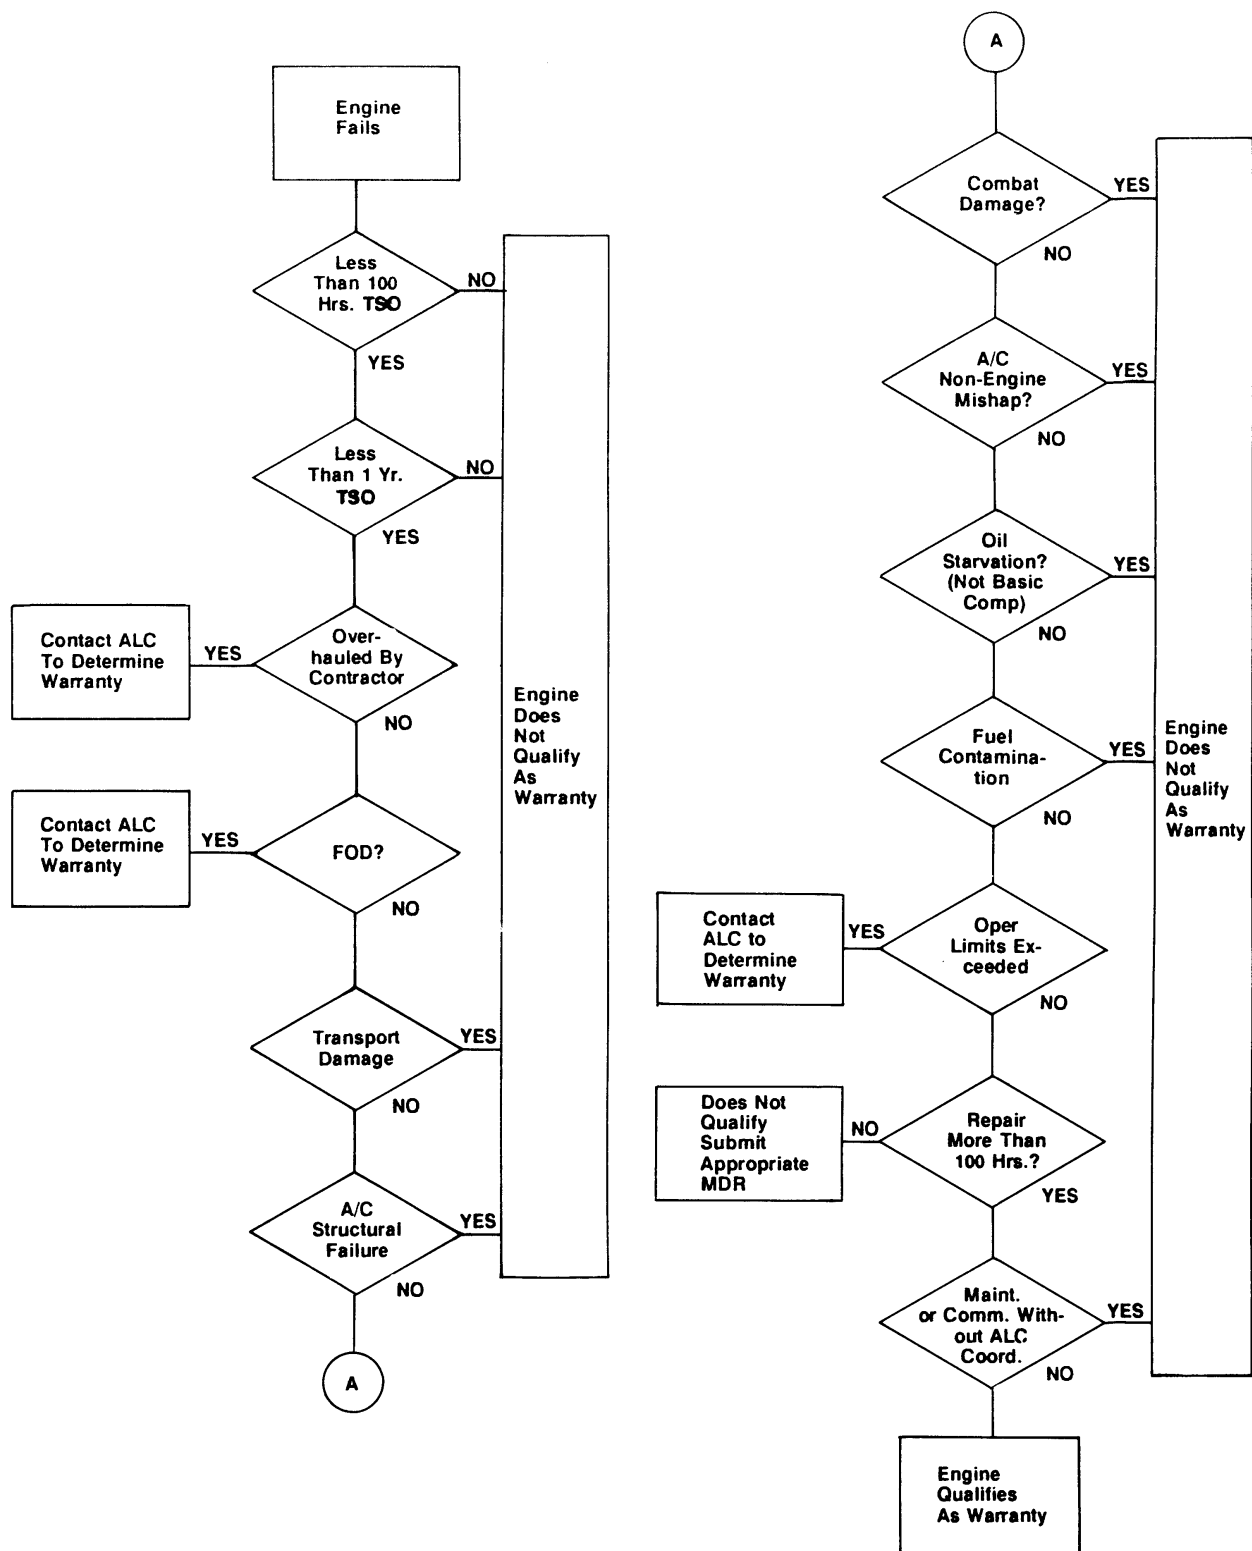 Engine
Fails
Less
Than 100
Hrs. TSO
NO
YES
Less
Than 1 Yr.
TSO
NO
YES
Contact ALC
To Determine
Warranty
YES
Over-
hauled By
Contractor
NO
Contact ALC
To Determine
Warranty
YES
FOD?
NO
Transport
Damage
YES
NO
A/C
Structural
Failure
YES
NO
A
Engine
Does
Not
Qualify
As
Warranty
A
Combat
Damage?
YES
NO
A/C
Non-Engine
Mishap?
YES
NO
Oil
Starvation?
(Not Basic
Comp)
YES
NO
Fuel
Contamina-
tion
YES
NO
Contact
ALC to
Determine
Warranty
YES
Oper
Limits Ex-
ceeded
NO
Does Not
Qualify
Submit
Appropriate
MDR
NO
Repair
More Than
100 Hrs.?
YES
Maint.
or Comm. With-
out ALC
Coord.
YES
NO
Engine
Does
Not
Qualify
As
Warranty
Engine
Qualifies
As Warranty